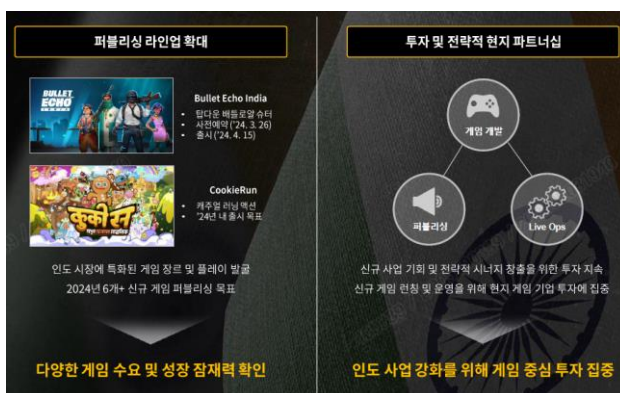 퍼블리싱 라인업 확대
BULLET
ECHO
INDIA
Bullet Echo India
• 탑다운 배틀로얄 슈터
• 사전예약 ('24. 3. 26)
• 출시 ('24. 4. 15)
कुकी रन
CookieRun
• 캐주얼 러닝 액션
• '24년 내 출시 목표
인도 시장에 특화된 게임 장르 및 플레이 발굴
2024년 6개+ 신규 게임 퍼블리싱 목표
다양한 게임 수요 및 성장 잠재력 확인
투자 및 전략적 현지 파트너십
게임 개발
퍼블리싱
Live Ops
신규 사업 기회 및 전략적 시너지 창출을 위한 투자 지속
신규 게임 런칭 및 운영을 위해 현지 게임 기업 투자에 집중
인도 사업 강화를 위해 게임 중심 투자 집중